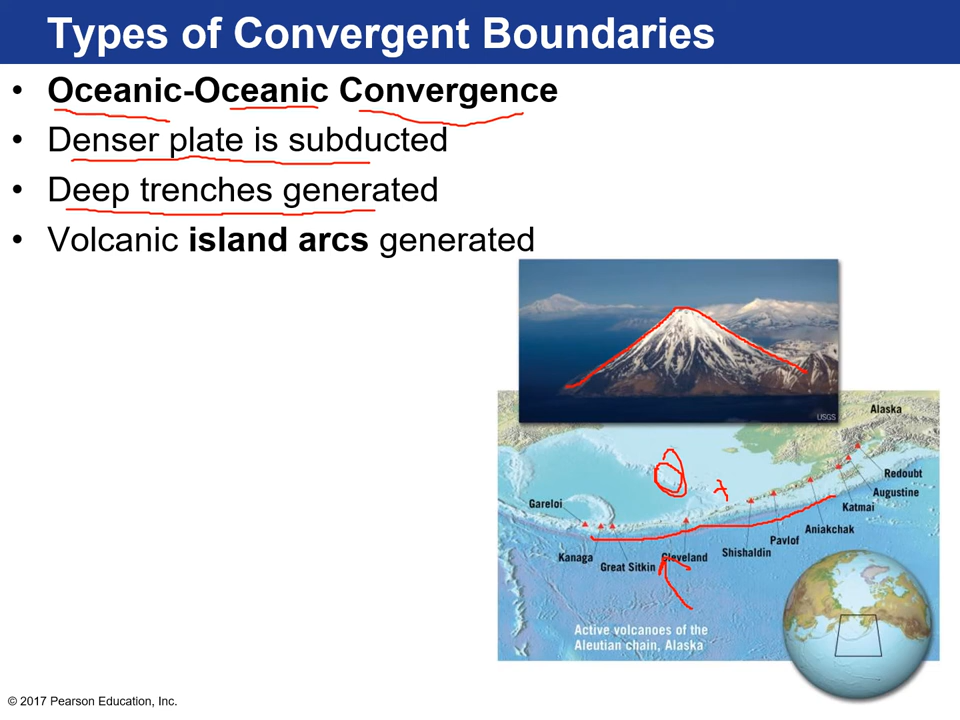 Types of Convergent Boundaries
• Oceanic-Oceanic Convergence
• Denser plate is subducted
• Deep trenches generated
• Volcanic island arcs generated
USGS
Alaska
Redoubt
Augustine
Katmai
Aniakchak
Pavlof
Shishaldin
Cleveland
Great Sitkin
Kanaga
Gareloi
Active volcanoes of the
Aleutian chain, Alaska
© 2017 Pearson Education, Inc.